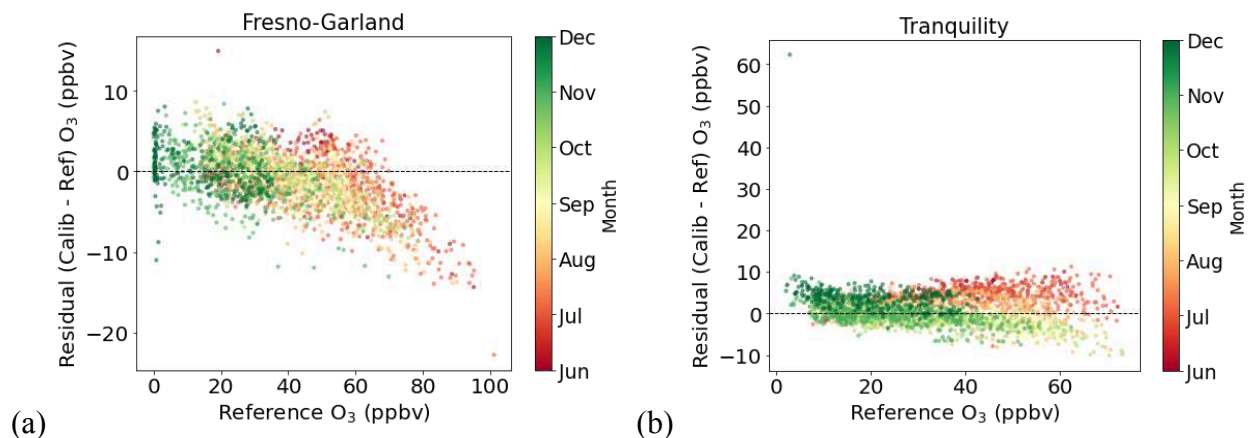 Fresno-Garland
Residual (Calib - Ref) O₃ (ppbv)
10
0
−10
−20
0 20 40 60 80 100
Reference O₃ (ppbv)
Dec
Nov
Oct
Sep
Aug
Jul
Jun
Month
(a)
Tranquility
Residual (Calib - Ref) O₃ (ppbv)
60
50
40
30
20
10
0
−10
0 20 40 60
Reference O₃ (ppbv)
Dec
Nov
Oct
Sep
Aug
Jul
Jun
Month
(b)